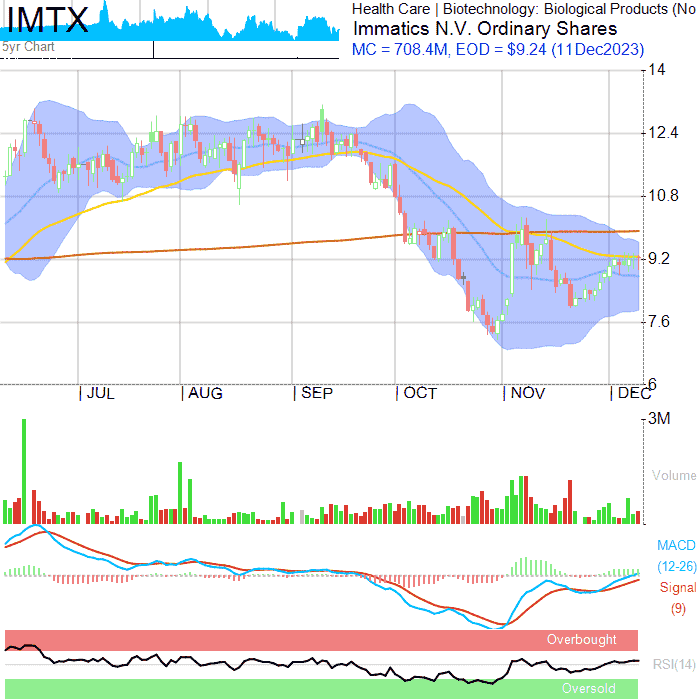 IMTX
5yr Chart
Health Care | Biotechnology: Biological Products (No
Immatics N.V. Ordinary Shares
MC = 708.4M, EOD = $9.24 (11Dec2023)
14
12.4
10.8
9.2
7.6
6
| JUL | AUG | SEP | OCT | NOV | DEC
3M
Volume
MACD
(12-26)
Signal
(9)
Overbought
RSI(14)
Oversold